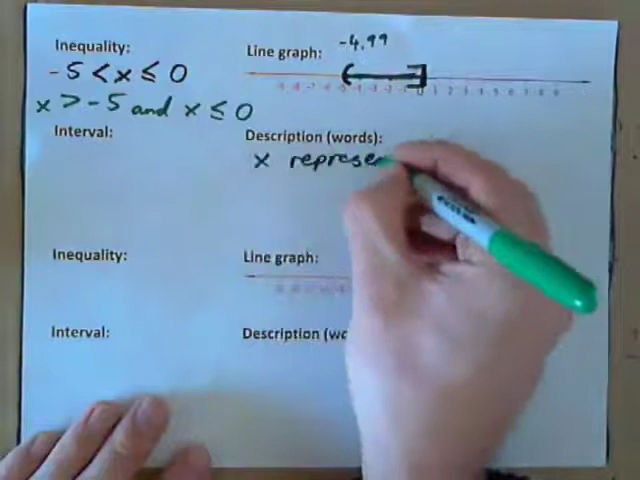 Inequality:
-5 < x ≤ 0
x > -5 and x ≤ 0
Line graph:
-4.99
Interval:
Description (words):
x represe
Inequality:
Line graph:
Interval:
Description (wo